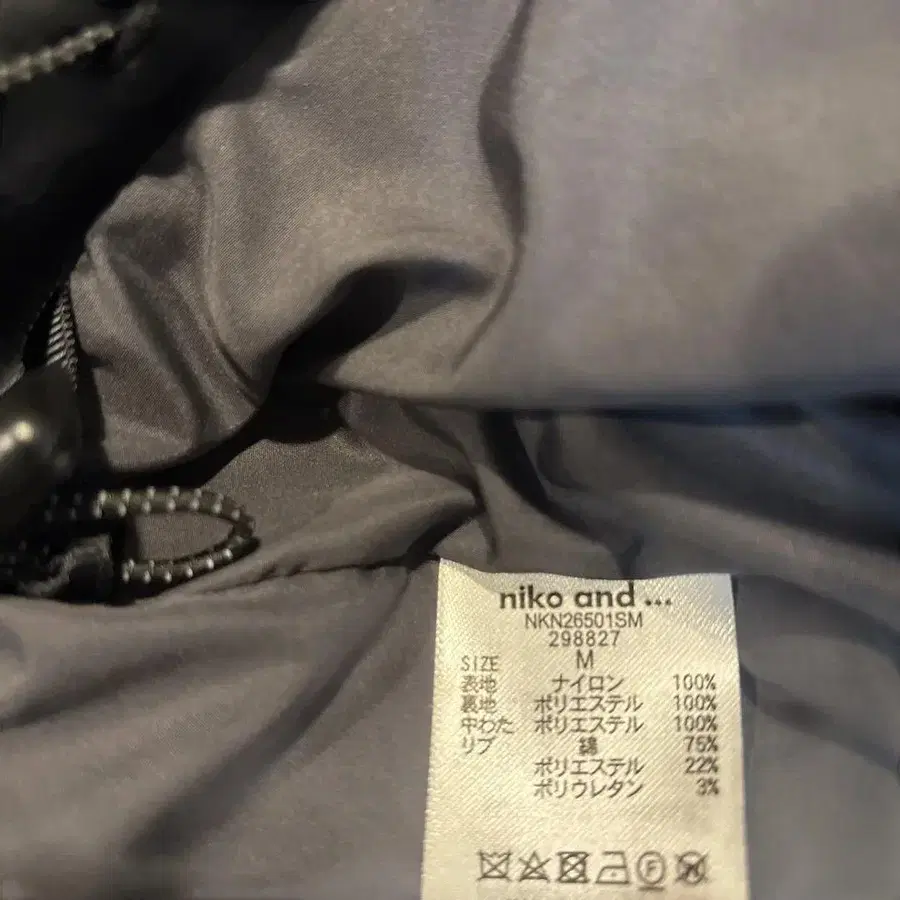 niko and ...
NKN26501SM
298827
SIZE M
表地 ナイロン 100%
裏地 ポリエステル 100%
中わた ポリエステル 100%
リブ 綿 75%
ポリエステル 22%
ポリウレタン 3%
F